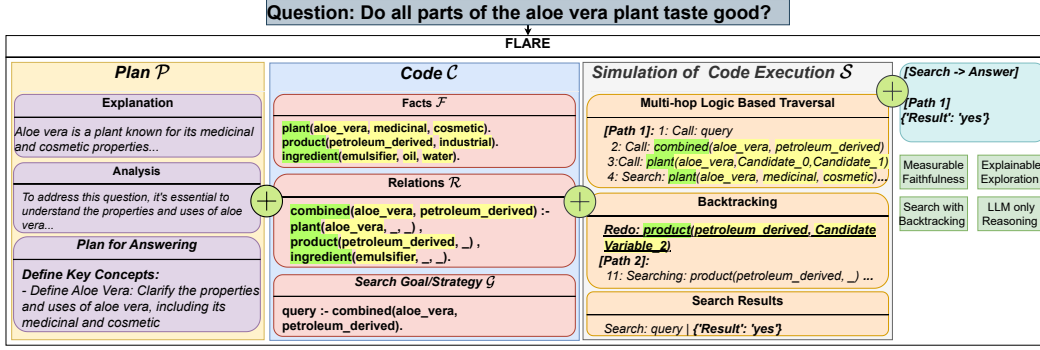 Question: Do all parts of the aloe vera plant taste good?
FLARE
Plan P
Explanation
Aloe vera is a plant known for its medicinal
and cosmetic properties...
Analysis
To address this question, it's essential to
understand the properties and uses of aloe
vera...
Plan for Answering
Define Key Concepts:
- Define Aloe Vera: Clarify the properties
and uses of aloe vera, including its
medicinal and cosmetic
+
Code C
Facts F
plant(aloe_vera, medicinal, cosmetic).
product(petroleum_derived, industrial).
ingredient(emulsifier, oil, water).
Relations R
combined(aloe_vera, petroleum_derived) :-
plant(aloe_vera, _, _) ,
product(petroleum_derived, _) ,
ingredient(emulsifier, _, _).
Search Goal/Strategy G
query :- combined(aloe_vera,
petroleum_derived).
+
Simulation of Code Execution S
Multi-hop Logic Based Traversal
[Path 1]: 1: Call: query
2: Call: combined(aloe_vera, petroleum_derived)
3:Call: plant(aloe_vera,Candidate_0,Candidate_1)
4: Search: plant(aloe_vera, medicinal, cosmetic)...
Backtracking
Redo: product(petroleum_derived, Candidate
Variable_2)
[Path 2]:
11: Searching: product(petroleum_derived, _) ...
Search Results
Search: query | {'Result': 'yes'}
+
[Search -> Answer]
[Path 1]
{'Result': 'yes'}
Measurable
Faithfulness
Explainable
Exploration
Search with
Backtracking
LLM only
Reasoning